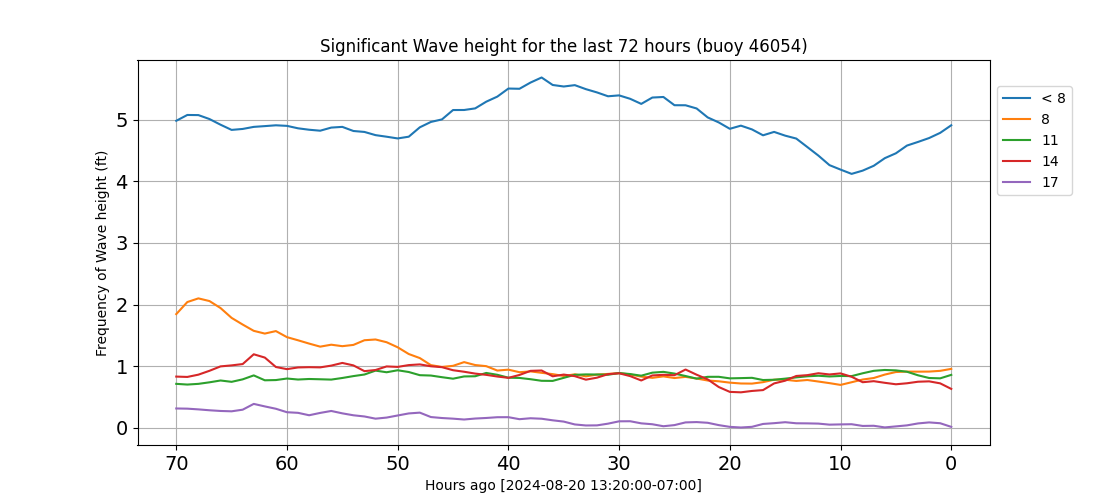 Significant Wave height for the last 72 hours (buoy 46054)
Frequency of Wave height (ft)
5
4
3
2
1
0
70 60 50 40 30 20 10 0
Hours ago [2024-08-20 13:20:00-07:00]
< 8
8
11
14
17